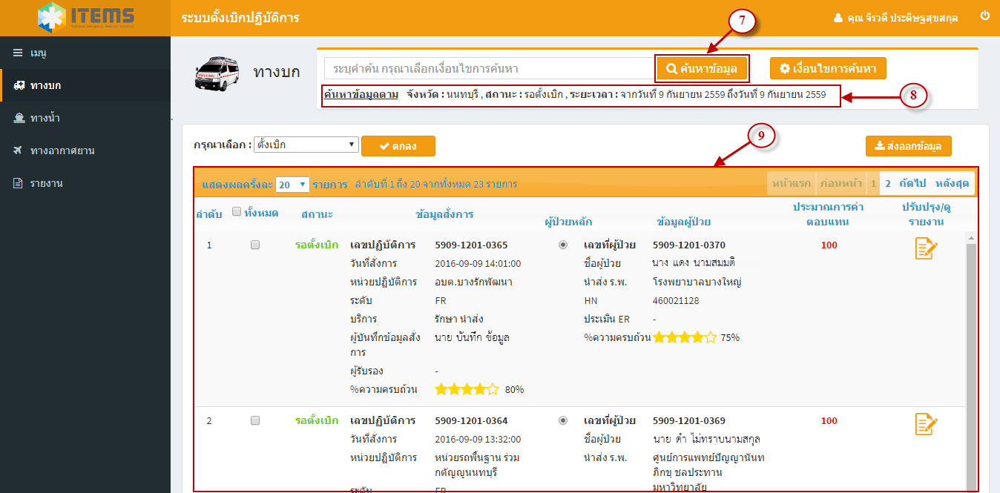 ITEMS
ระบบตั้งเบิกปฏิบัติการ
คุณ จิรวดี ประดิษฐสุขสกุล
7
เมนู
ทางบก
ทางน้ำ
ทางอากาศยาน
รายงาน
ทางบก
ระบุคำค้น กรุณาเลือกเงื่อนไขการค้นหา
ค้นหาข้อมูล
เงื่อนไขการค้นหา
ค้นหาข้อมูลตาม จังหวัด : นนทบุรี , สถานะ : รอตั้งเบิก , ระยะเวลา : จากวันที่ 9 กันยายน 2559 ถึงวันที่ 9 กันยายน 2559
8
กรุณาเลือก : ตั้งเบิก ตกลง
9
ส่งออกข้อมูล
แสดงผลครั้งละ 20 รายการ ลำดับที่ 1 ถึง 20 จากทั้งหมด 23 รายการ
หน้าแรก ก่อนหน้า 1 2 ถัดไป หลังสุด
ลำดับ ทั้งหมด สถานะ ข้อมูลสั่งการ ผู้ป่วยหลัก ข้อมูลผู้ป่วย ประมาณการค่า ปรับปรุง/ดู
ตอบแทน รายงาน
1 รอตั้งเบิก เลขปฏิบัติการ 5909-1201-0365 เลขที่ผู้ป่วย 5909-1201-0370 100
วันที่สั่งการ 2016-09-09 14:01:00 ชื่อผู้ป่วย นาง แดง นามสมมติ
หน่วยปฏิบัติการ อบต.บางรักพัฒนา นำส่ง ร.พ. โรงพยาบาลบางใหญ่
ระดับ FR HN 460021128
บริการ รักษา นำส่ง ประเมิน ER -
ผู้บันทึกข้อมูลสั่ง นาย บันทึก ข้อมูล %ความครบถ้วน 75%
การ
ผู้รับรอง -
%ความครบถ้วน 80%
2 รอตั้งเบิก เลขปฏิบัติการ 5909-1201-0364 เลขที่ผู้ป่วย 5909-1201-0369 100
วันที่สั่งการ 2016-09-09 13:32:00 ชื่อผู้ป่วย นาย ดำ ไม่ทราบนามสกุล
หน่วยปฏิบัติการ หน่วยรถพื้นฐาน ร่วม นำส่ง ร.พ. ศูนย์การแพทย์ปัญญานันท
กตัญญูนนทบุรี ภิกขุ ชลประทาน
มหาวิทยาลัย
ระดับ FR